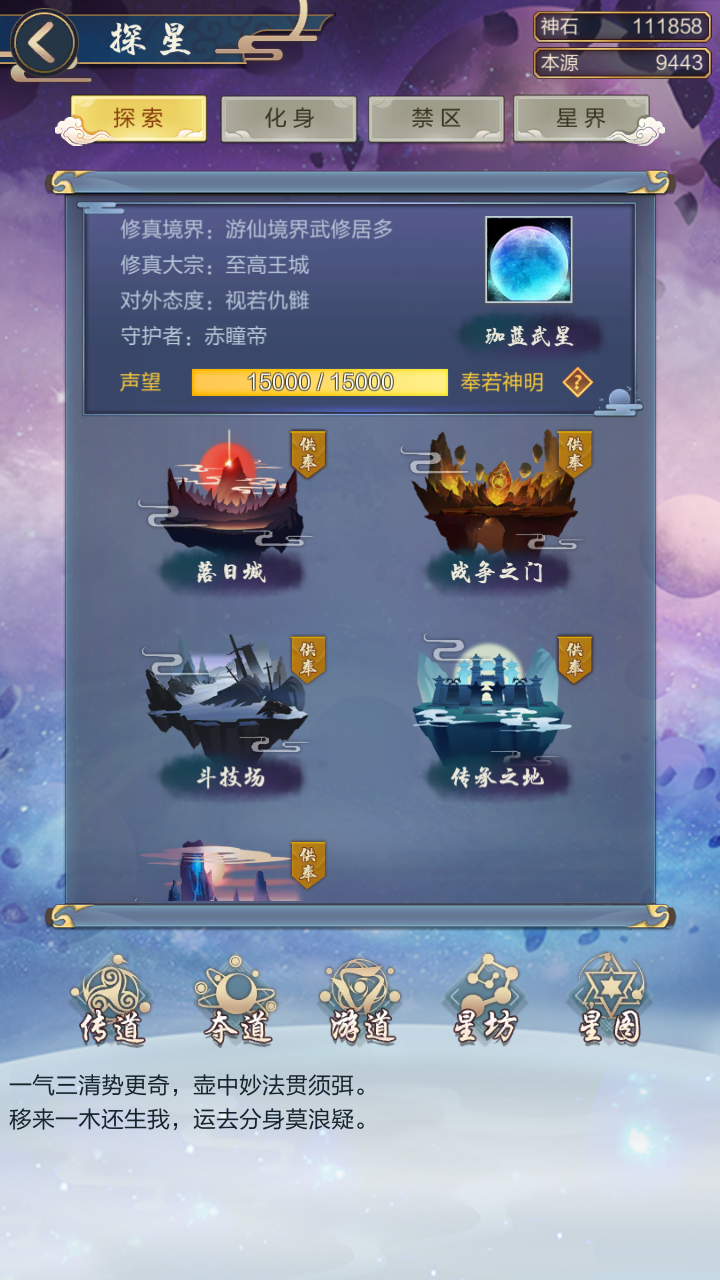 探星
神石 111858
本源 9443
探索 化身 禁区 星界
修真境界：游仙境界武修居多
修真大宗：至高王城
对外态度：视若仇雠
守护者：赤瞳帝
珈蓝武星
声望 15000 / 15000 奉若神明 ?
供奉 供奉
落日城 战争之门
供奉 供奉
斗技场 传承之地
供奉
传道 夺道 游道 星坊 星图
一气三清势更奇，壶中妙法贯须弭。
移来一木还生我，运去分身莫浪疑。